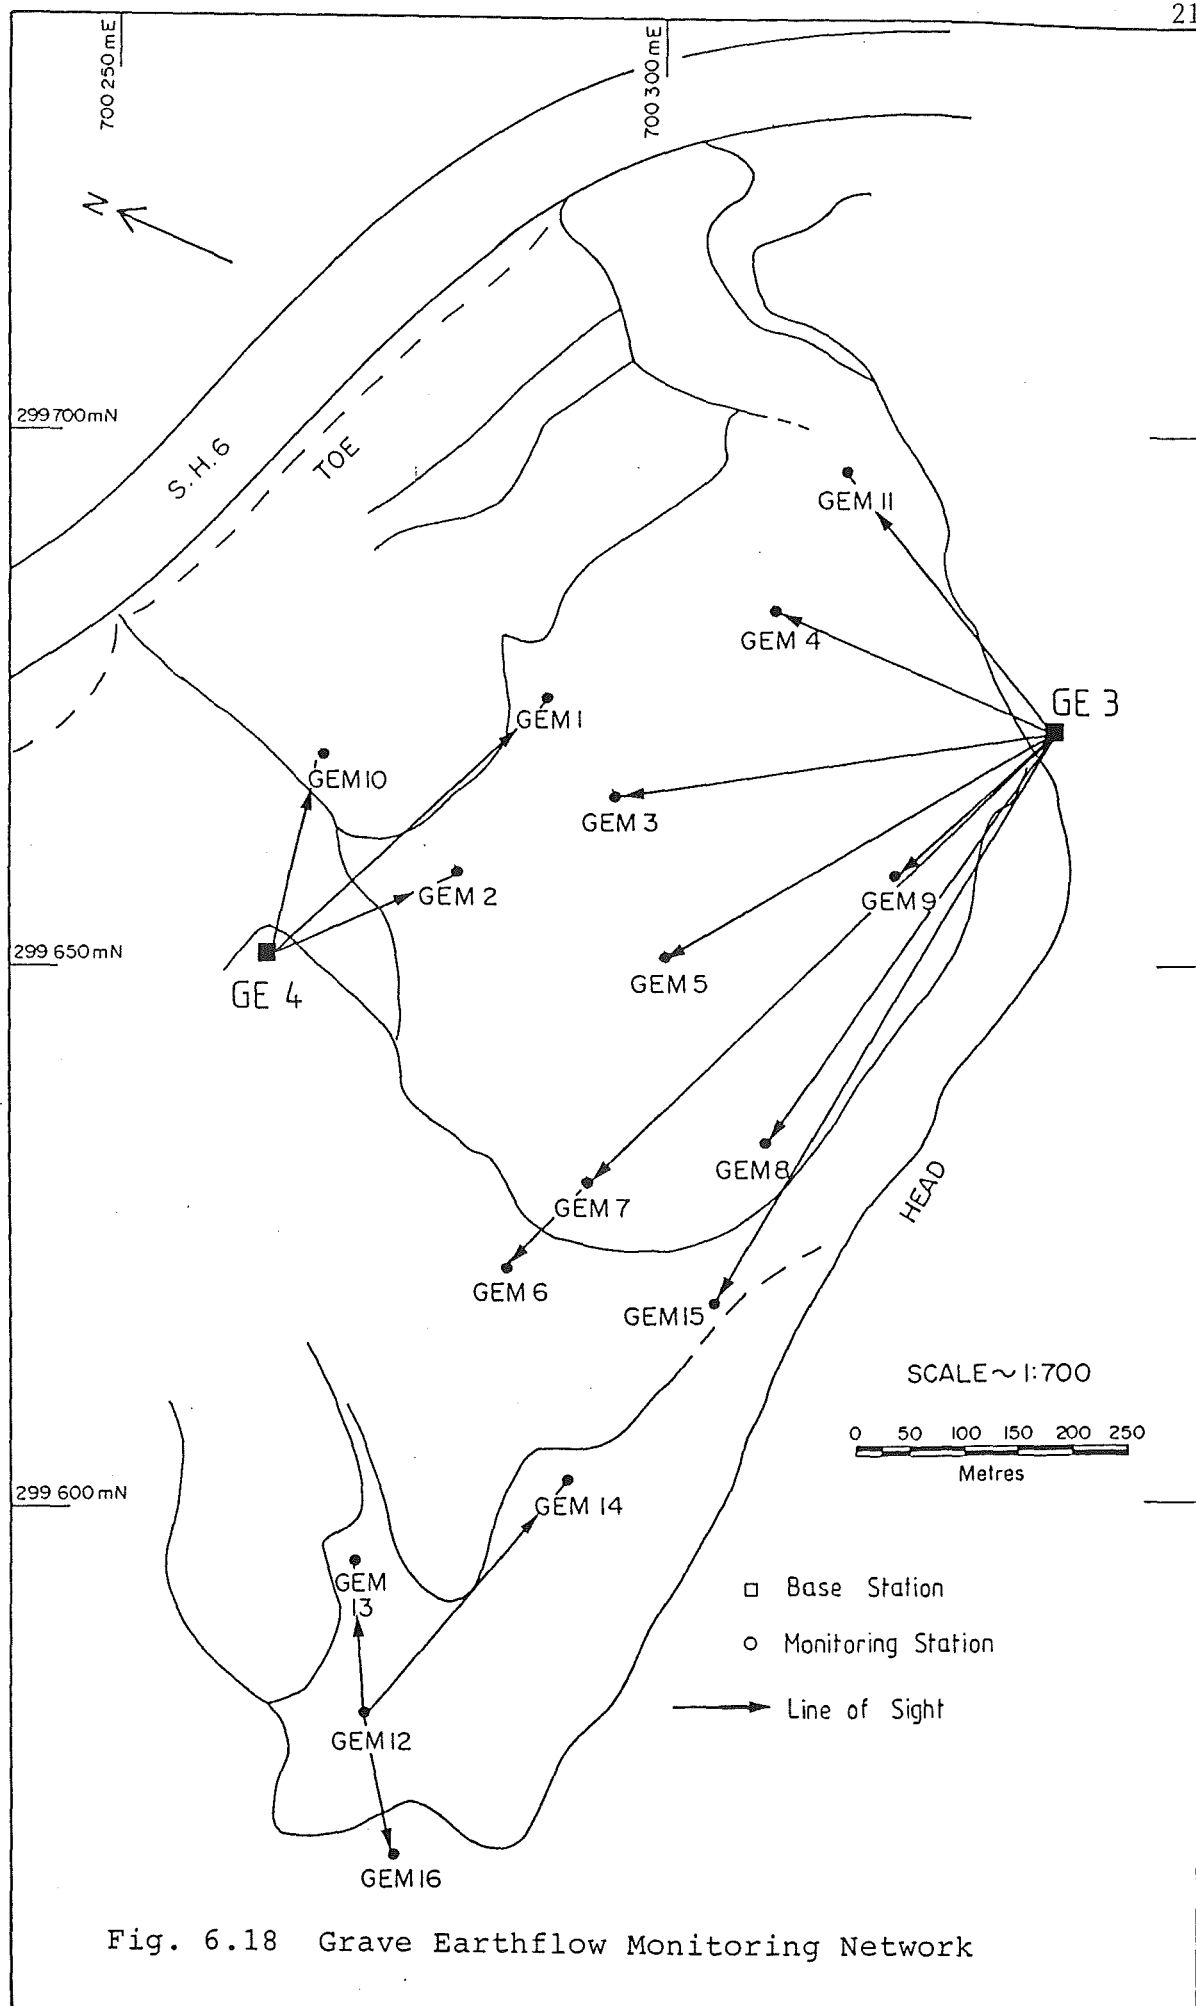 21
700 250 mE
700 300 mE
N
299 700 mN
S.H.6
TOE
GEM 11
GEM 4
GE 3
GEM 1
GEM 10
GEM 3
GEM 2
GEM 9
299 650 mN
GEM 5
GE 4
GEM 8
HEAD
GEM 7
GEM 6
GEM 15
SCALE ~ 1:700
0 50 100 150 200 250
Metres
299 600 mN
GEM 14
GEM
13
Base Station
Monitoring Station
GEM 12
Line of Sight
GEM 16
Fig. 6.18 Grave Earthflow Monitoring Network